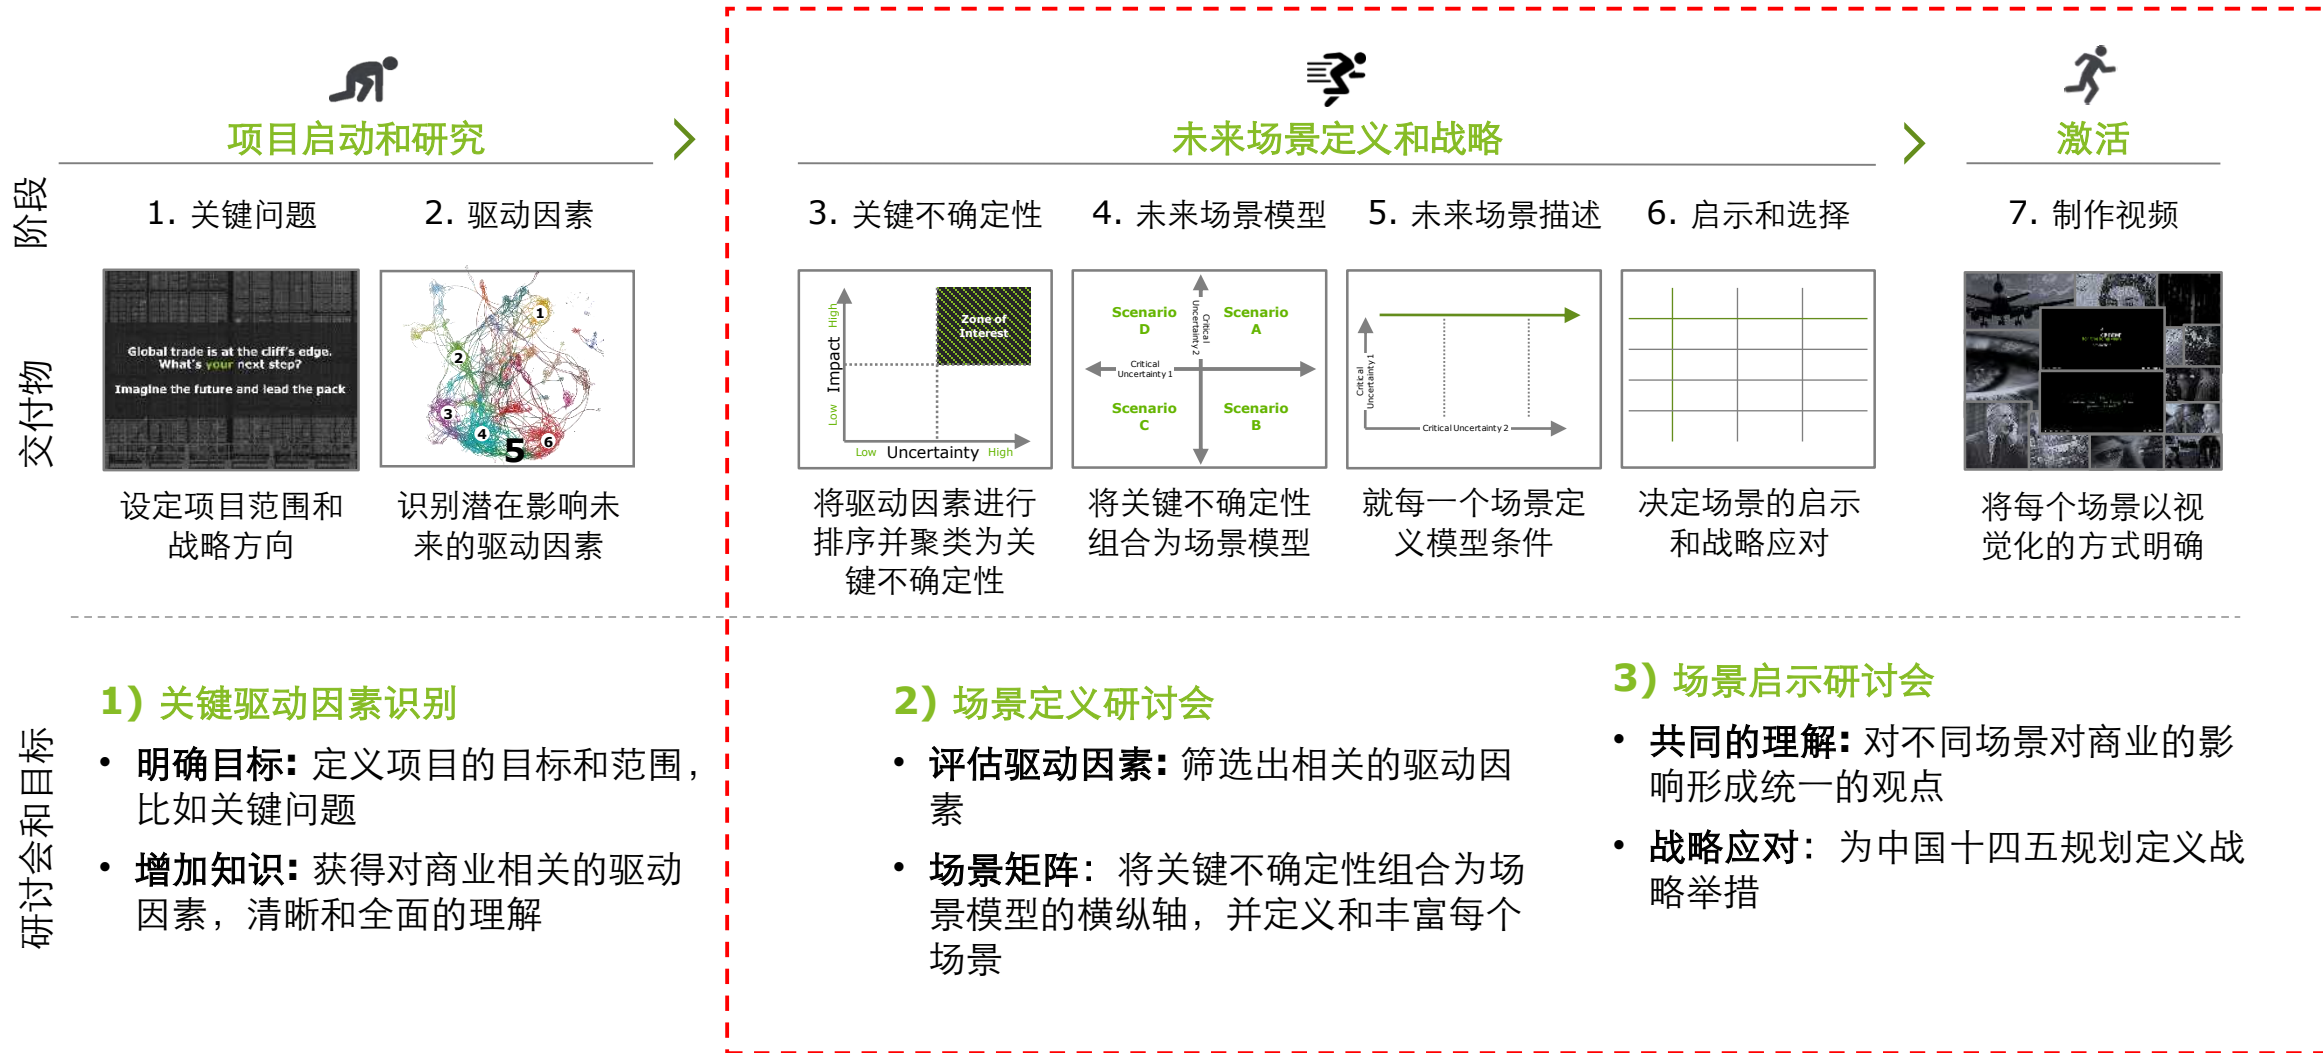 项目启动和研究
未来场景定义和战略
激活
阶段
1. 关键问题
2. 驱动因素
3. 关键不确定性
4. 未来场景模型
5. 未来场景描述
6. 启示和选择
7. 制作视频
交付物
Global trade is at the cliff's edge.
What's your next step?
Imagine the future and lead the pack
1
2
3
4
5
6
High
Impact
Low
Zone of
Interest
Low Uncertainty High
Scenario
D
Scenario
A
Critical
Uncertainty 2
Critical
Uncertainty 1
Scenario
C
Scenario
B
Critical
Uncertainty 1
Critical Uncertainty 2
设定项目范围和
战略方向
识别潜在影响未
来的驱动因素
将驱动因素进行
排序并聚类为关
键不确定性
将关键不确定性
组合为场景模型
就每一个场景定
义模型条件
决定场景的启示
和战略应对
将每个场景以视
觉化的方式明确
研讨会和目标
1) 关键驱动因素识别
• 明确目标: 定义项目的目标和范围，
比如关键问题
• 增加知识: 获得对商业相关的驱动
因素，清晰和全面的理解
2) 场景定义研讨会
• 评估驱动因素: 筛选出相关的驱动因
素
• 场景矩阵： 将关键不确定性组合为场
景模型的横纵轴，并定义和丰富每个
场景
3) 场景启示研讨会
• 共同的理解: 对不同场景对商业的影
响形成统一的观点
• 战略应对： 为中国十四五规划定义战
略举措